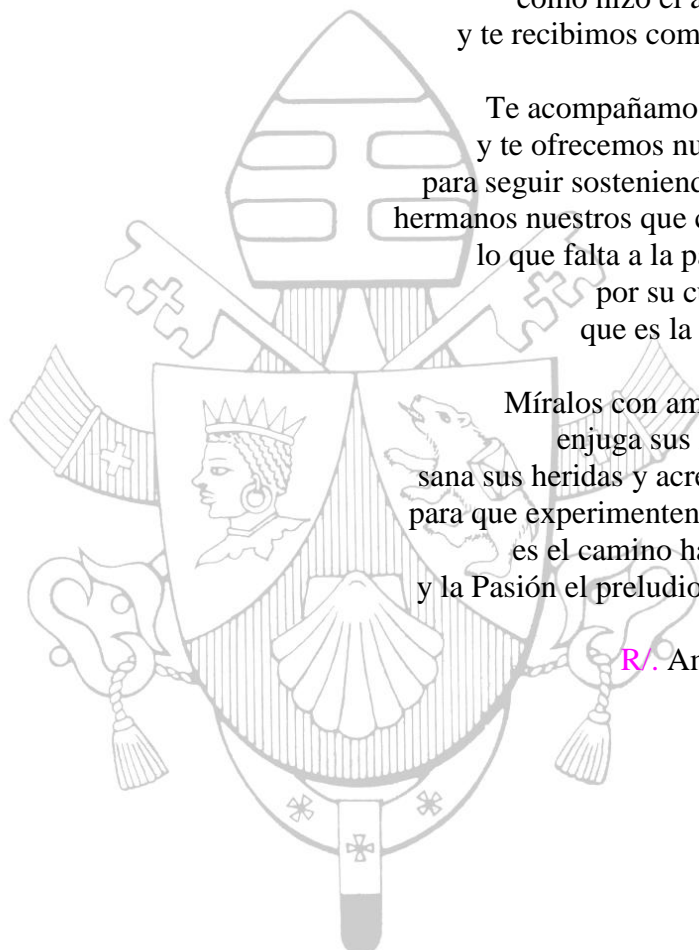 como hizo el a
y te recibimos com
Te acompañamo
y te ofrecemos nu
para seguir sosteniend
hermanos nuestros que c
lo que falta a la pa
por su cu
que es la
Míralos con am
enjuga sus
sana sus heridas y acre
para que experimenten
es el camino ha
y la Pasión el preludio
R/.